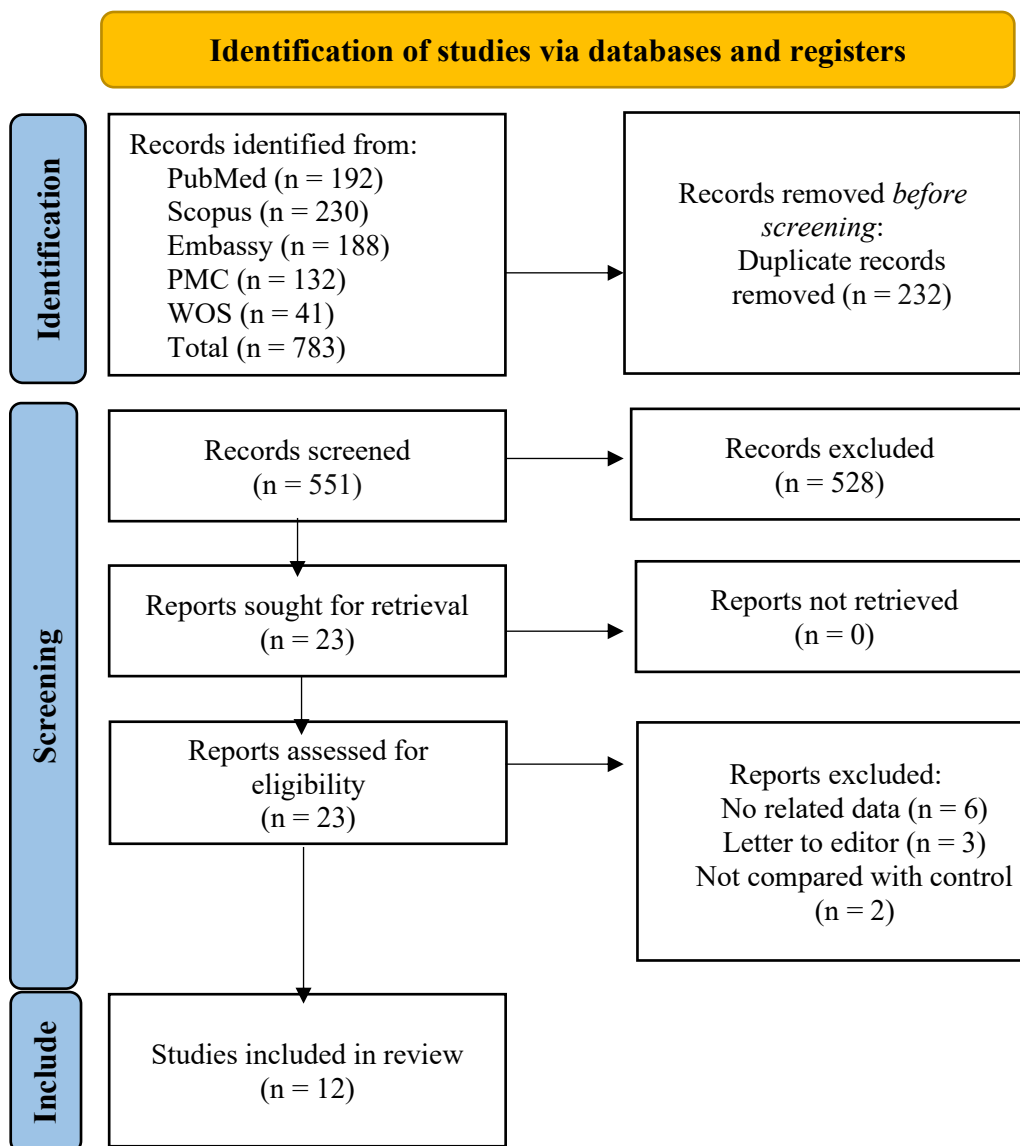 Identification of studies via databases and registers
Identification
Records identified from:
PubMed (n = 192)
Scopus (n = 230)
Embassy (n = 188)
PMC (n = 132)
WOS (n = 41)
Total (n = 783)
Records removed before
screening:
Duplicate records
removed (n = 232)
Screening
Records screened
(n = 551)
Records excluded
(n = 528)
Reports sought for retrieval
(n = 23)
Reports not retrieved
(n = 0)
Reports assessed for
eligibility
(n = 23)
Reports excluded:
No related data (n = 6)
Letter to editor (n = 3)
Not compared with control
(n = 2)
Include
Studies included in review
(n = 12)